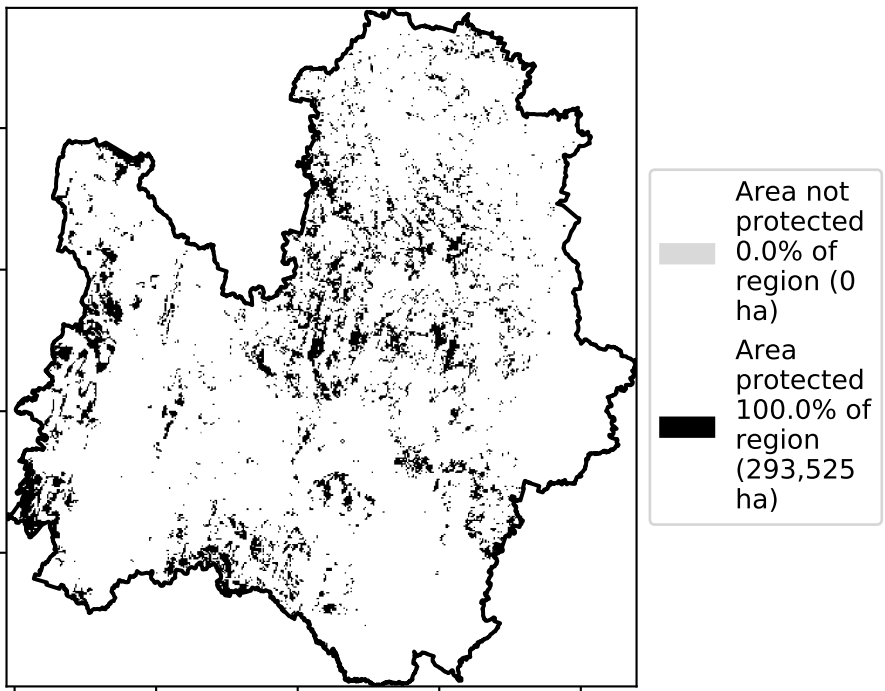 Area not
protected
0.0% of
region (0
ha)
Area
protected
100.0% of
region
(293,525
ha)